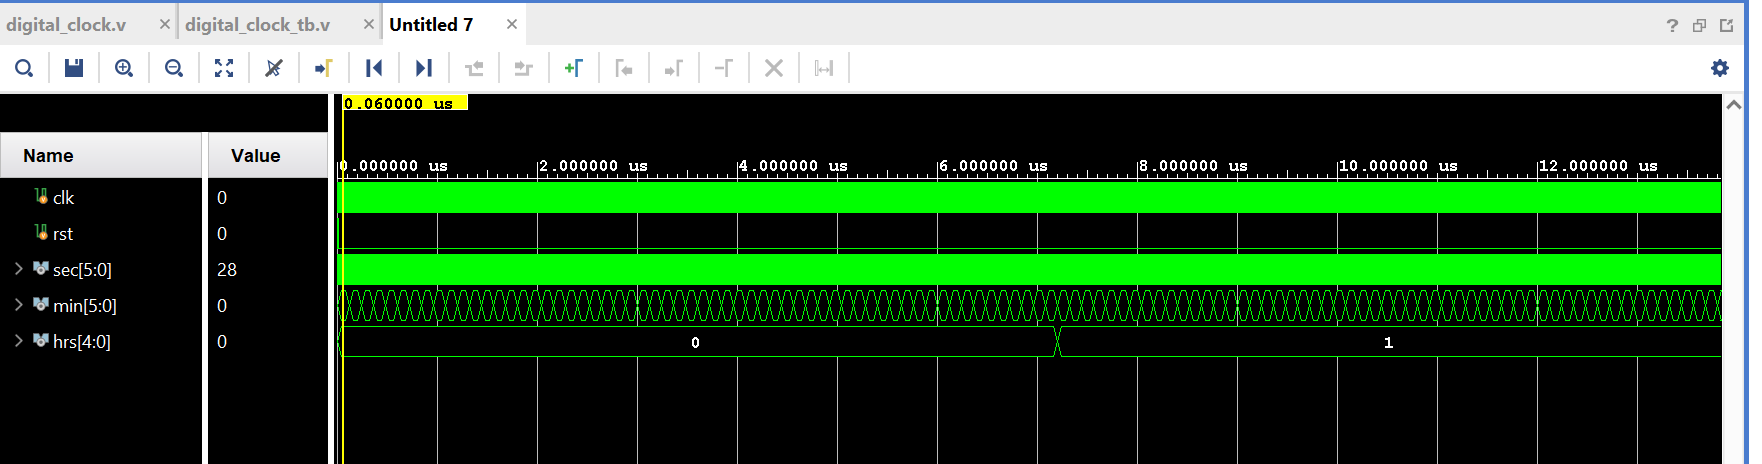 digital_clock.v × digital_clock_tb.v × Untitled 7 × ?
0.060000 us
Name Value 0.000000 us 2.000000 us 4.000000 us 6.000000 us 8.000000 us 10.000000 us 12.000000 us
clk 0
rst 0
sec[5:0] 28
min[5:0] 0
hrs[4:0] 0 0 1